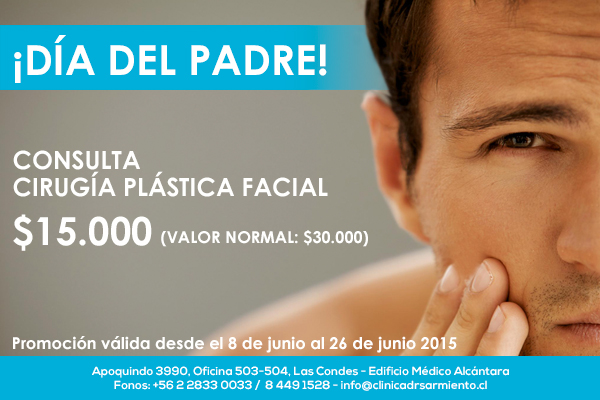 ¡DÍA DEL PADRE!
CONSULTA
CIRUGÍA PLÁSTICA FACIAL
$15.000 (VALOR NORMAL: $30.000)
Promoción válida desde el 8 de junio al 26 de junio 2015
Apoquindo 3990, Oficina 503-504, Las Condes - Edificio Médico Alcántara
Fonos: +56 2 2833 0033 / 8 449 1528 - info@clinicadrsarmiento.cl